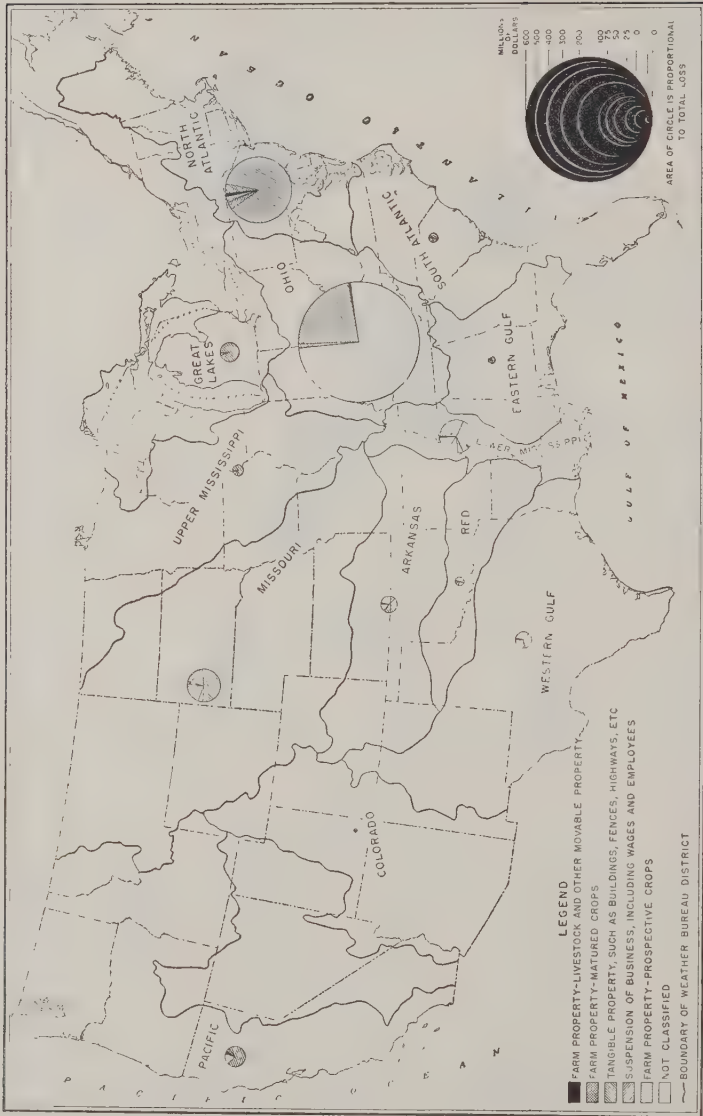 PACIFIC OCEAN
PACIFIC
COLORADO
MISSOURI
UPPER MISSISSIPPI
GREAT
LAKES
OHIO
NORTH
ATLANTIC
SOUTH ATLANTIC
EASTERN GULF
LOWER MISSISSIPPI
ARKANSAS
RED
WESTERN GULF
GULF OF MEXICO
ATLANTIC OCEAN
MILLIONS
OF
DOLLARS
600
500
400
300
200
100
75
50
25
0
0
AREA OF CIRCLE IS PROPORTIONAL
TO TOTAL LOSS
LEGEND
FARM PROPERTY-LIVESTOCK AND OTHER MOVABLE PROPERTY
FARM PROPERTY-MATURED CROPS
TANGIBLE PROPERTY, SUCH AS BUILDINGS, FENCES, HIGHWAYS, ETC
SUSPENSION OF BUSINESS, INCLUDING WAGES AND EMPLOYEES
FARM PROPERTY-PROSPECTIVE CROPS
NOT CLASSIFIED
BOUNDARY OF WEATHER BUREAU DISTRICT